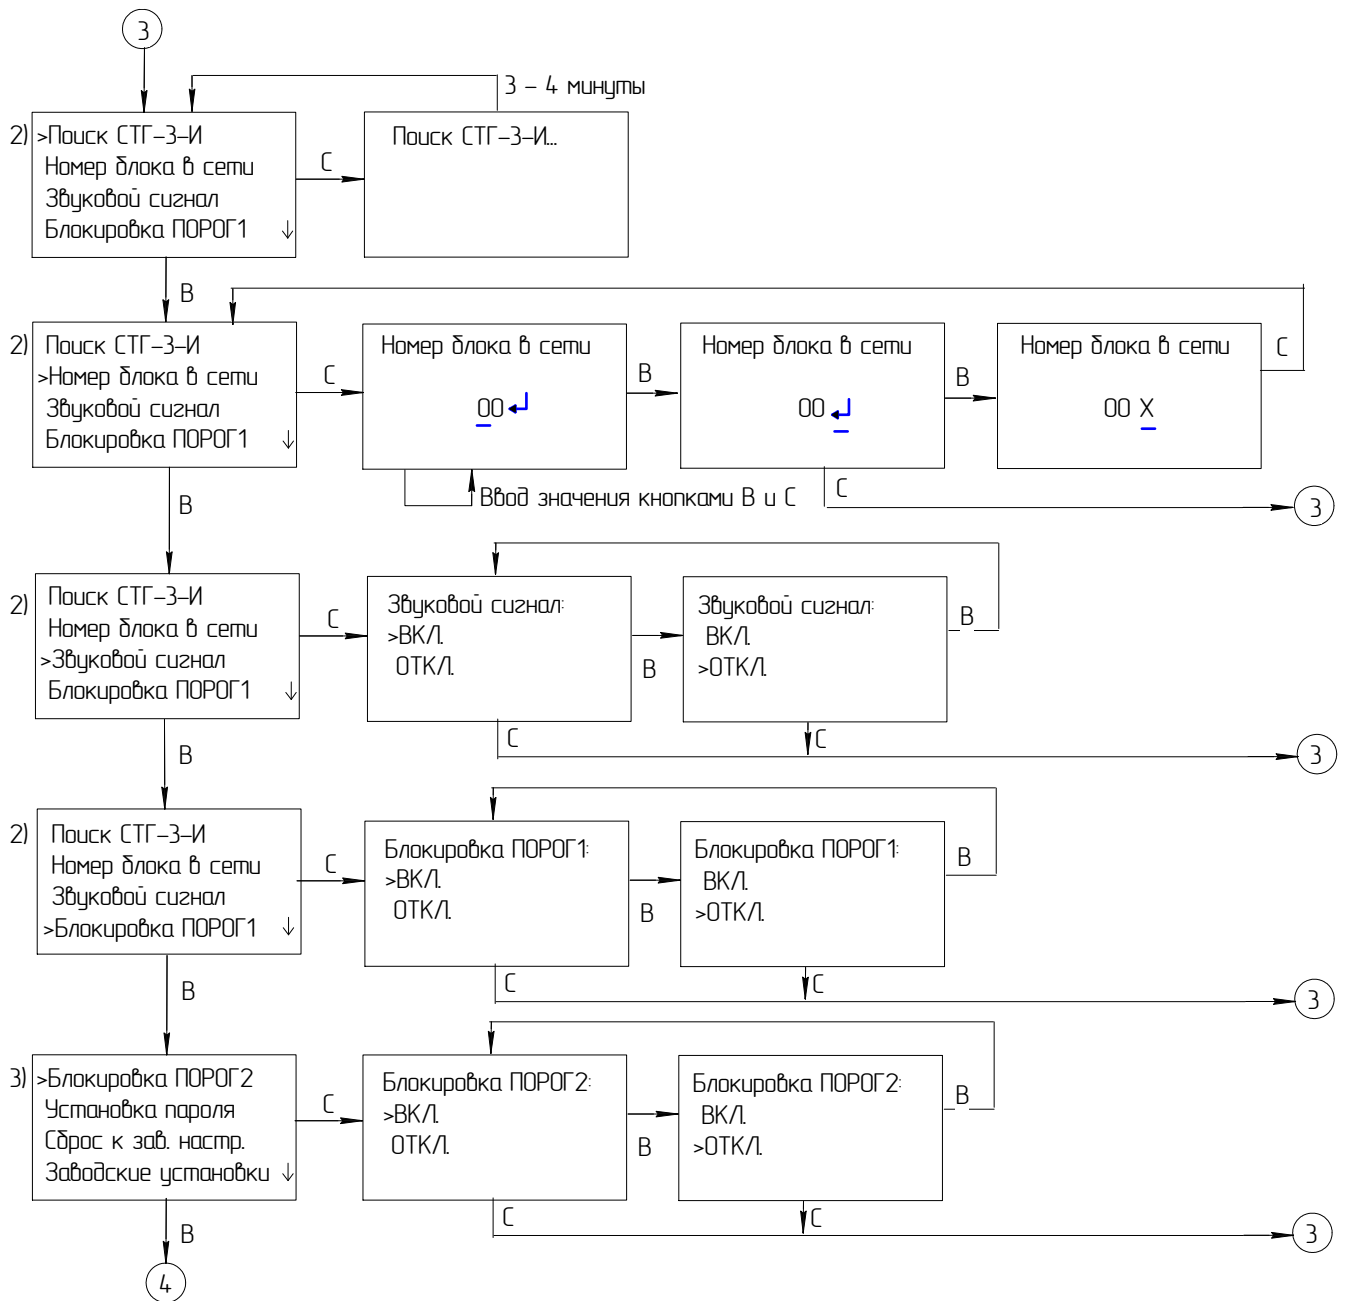 3
3 – 4 минуты
2) >Поиск СТГ–3–И
Номер блока в сети
Звуковой сигнал
Блокировка ПОРОГ1 ↓
С
Поиск СТГ–3–И...
В
2) Поиск СТГ–3–И
>Номер блока в сети
Звуковой сигнал
Блокировка ПОРОГ1 ↓
С
Номер блока в сети
00↵
В
Номер блока в сети
00↵
В
Номер блока в сети
00 X
С
Ввод значения кнопками В и С
С
3
В
2) Поиск СТГ–3–И
Номер блока в сети
>Звуковой сигнал
Блокировка ПОРОГ1 ↓
С
Звуковой сигнал:
>ВКЛ.
ОТКЛ.
В
Звуковой сигнал:
ВКЛ.
>ОТКЛ.
В
С
С
3
В
2) Поиск СТГ–3–И
Номер блока в сети
Звуковой сигнал
>Блокировка ПОРОГ1 ↓
С
Блокировка ПОРОГ1:
>ВКЛ.
ОТКЛ.
В
Блокировка ПОРОГ1:
ВКЛ.
>ОТКЛ.
В
С
С
3
В
3) >Блокировка ПОРОГ2
Установка пароля
Сброс к зав. настр.
Заводские установки ↓
С
Блокировка ПОРОГ2:
>ВКЛ.
ОТКЛ.
В
Блокировка ПОРОГ2:
ВКЛ.
>ОТКЛ.
В
С
С
3
В
4